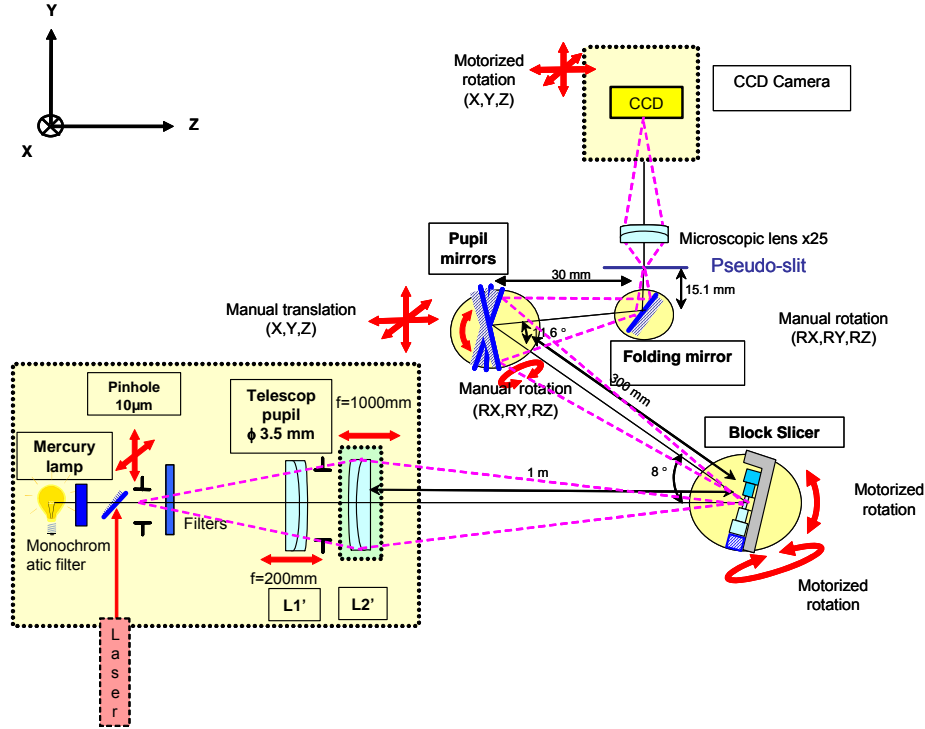 Y
Z
X
Motorized
rotation
(X,Y,Z)
CCD
CCD Camera
Microscopic lens x25
Pseudo-slit
15.1 mm
Pupil
mirrors
30 mm
Manual translation
(X,Y,Z)
11.6 °
Folding mirror
Manual rotation
(RX,RY,RZ)
Manual rotation
(RX,RY,RZ)
300 mm
Block Slicer
8 °
1 m
Motorized
rotation
Motorized
rotation
Pinhole
10µm
Telescop
pupil
ϕ 3.5 mm
f=1000mm
Mercury
lamp
Filters
Monochrom
atic filter
f=200mm
L1’
L2’
L
a
s
e
r